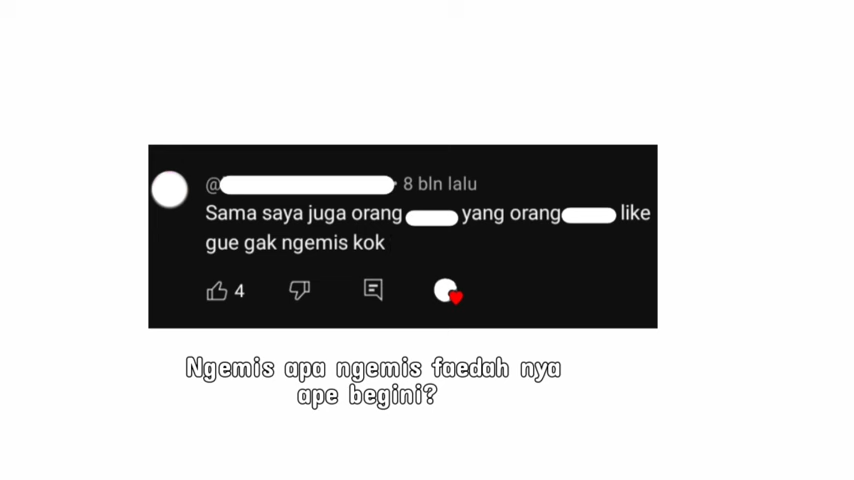 @ · 8 bln lalu
Sama saya juga orang yang orang like
gue gak ngemis kok
4
Ngemis apa ngemis faedah nya
ape begini?